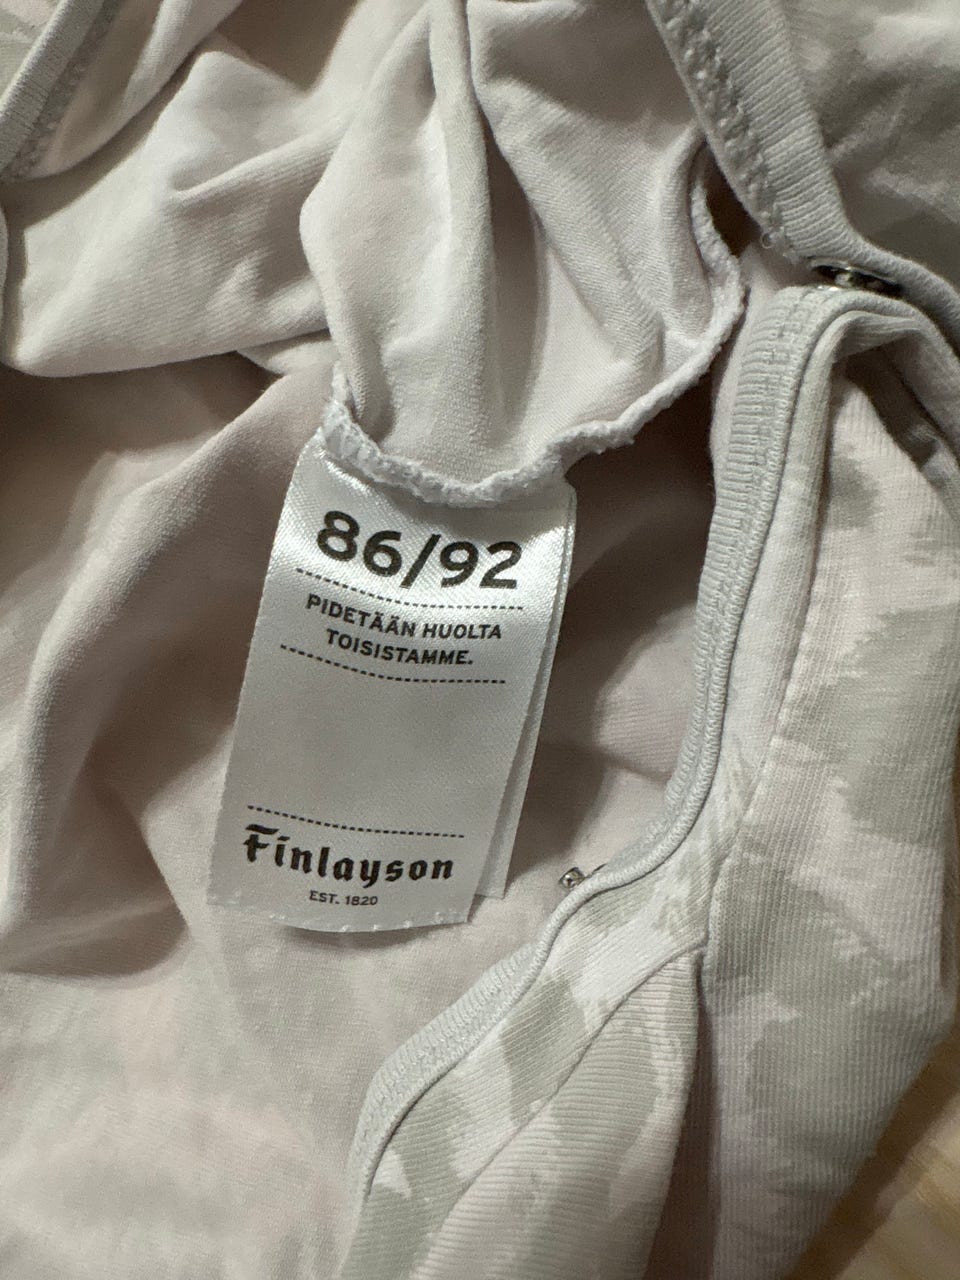 86/92
PIDETÄÄN HUOLTA
TOISISTAMME.
Finlayson
EST. 1820